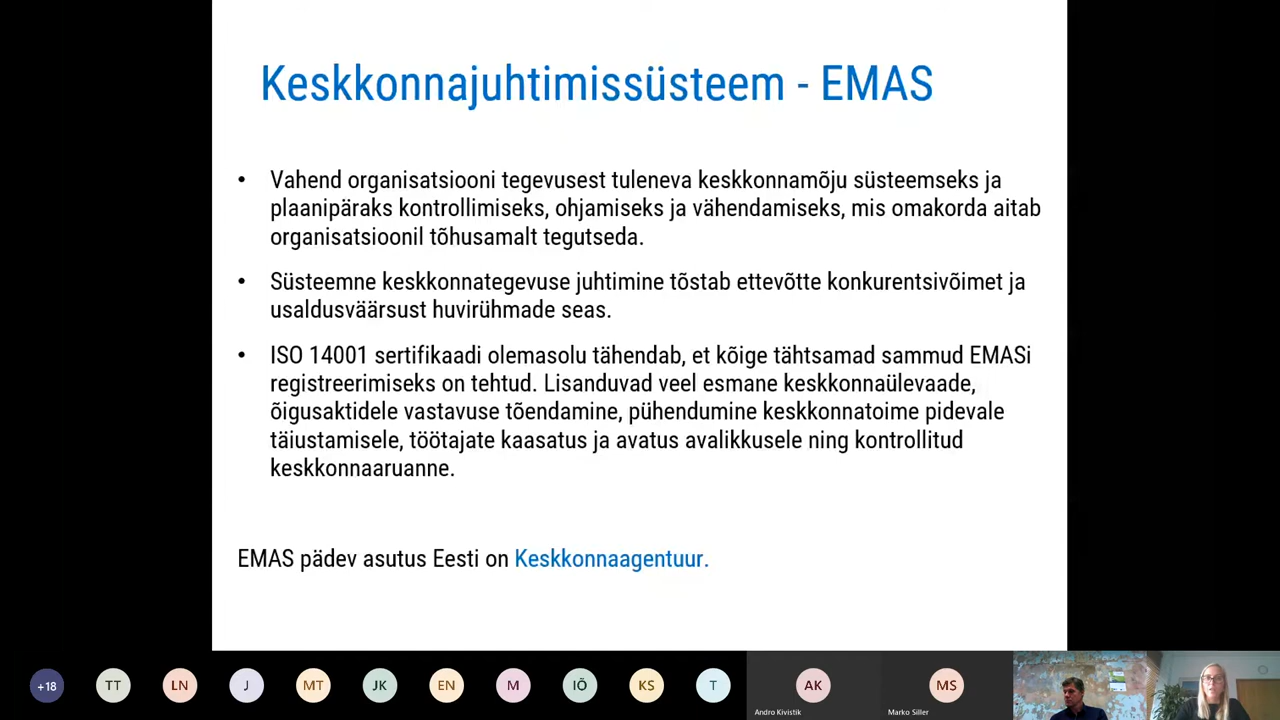 Keskkonnajuhtimissüsteem - EMAS
• Vahend organisatsiooni tegevusest tuleneva keskkonnamõju süsteemseks ja
plaanipäraks kontrollimiseks, ohjamiseks ja vähendamiseks, mis omakorda aitab
organisatsioonil tõhusamalt tegutseda.
• Süsteemne keskkonnategevuse juhtimine tõstab ettevõtte konkurentsivõimet ja
usaldusväärsust huvirühmade seas.
• ISO 14001 sertifikaadi olemasolu tähendab, et kõige tähtsamad sammud EMASi
registreerimiseks on tehtud. Lisanduvad veel esmane keskkonnaülevaade,
õigusaktidele vastavuse tõendamine, pühendumine keskkonnatoime pidevale
täiustamisele, töötajate kaasatus ja avatus avalikkusele ning kontrollitud
keskkonnaaruanne.
EMAS pädev asutus Eesti on Keskkonnaagentuur.
+18 TT LN J MT JK EN M IÕ KS T AK MS
Andro Kivistik Marko Siller